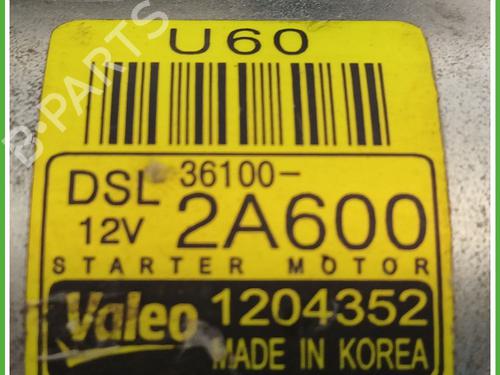 U60
DSL 36100-
12V 2A600
STARTER MOTOR
Valeo 1204352
MADE IN KOREA
B-PARTS